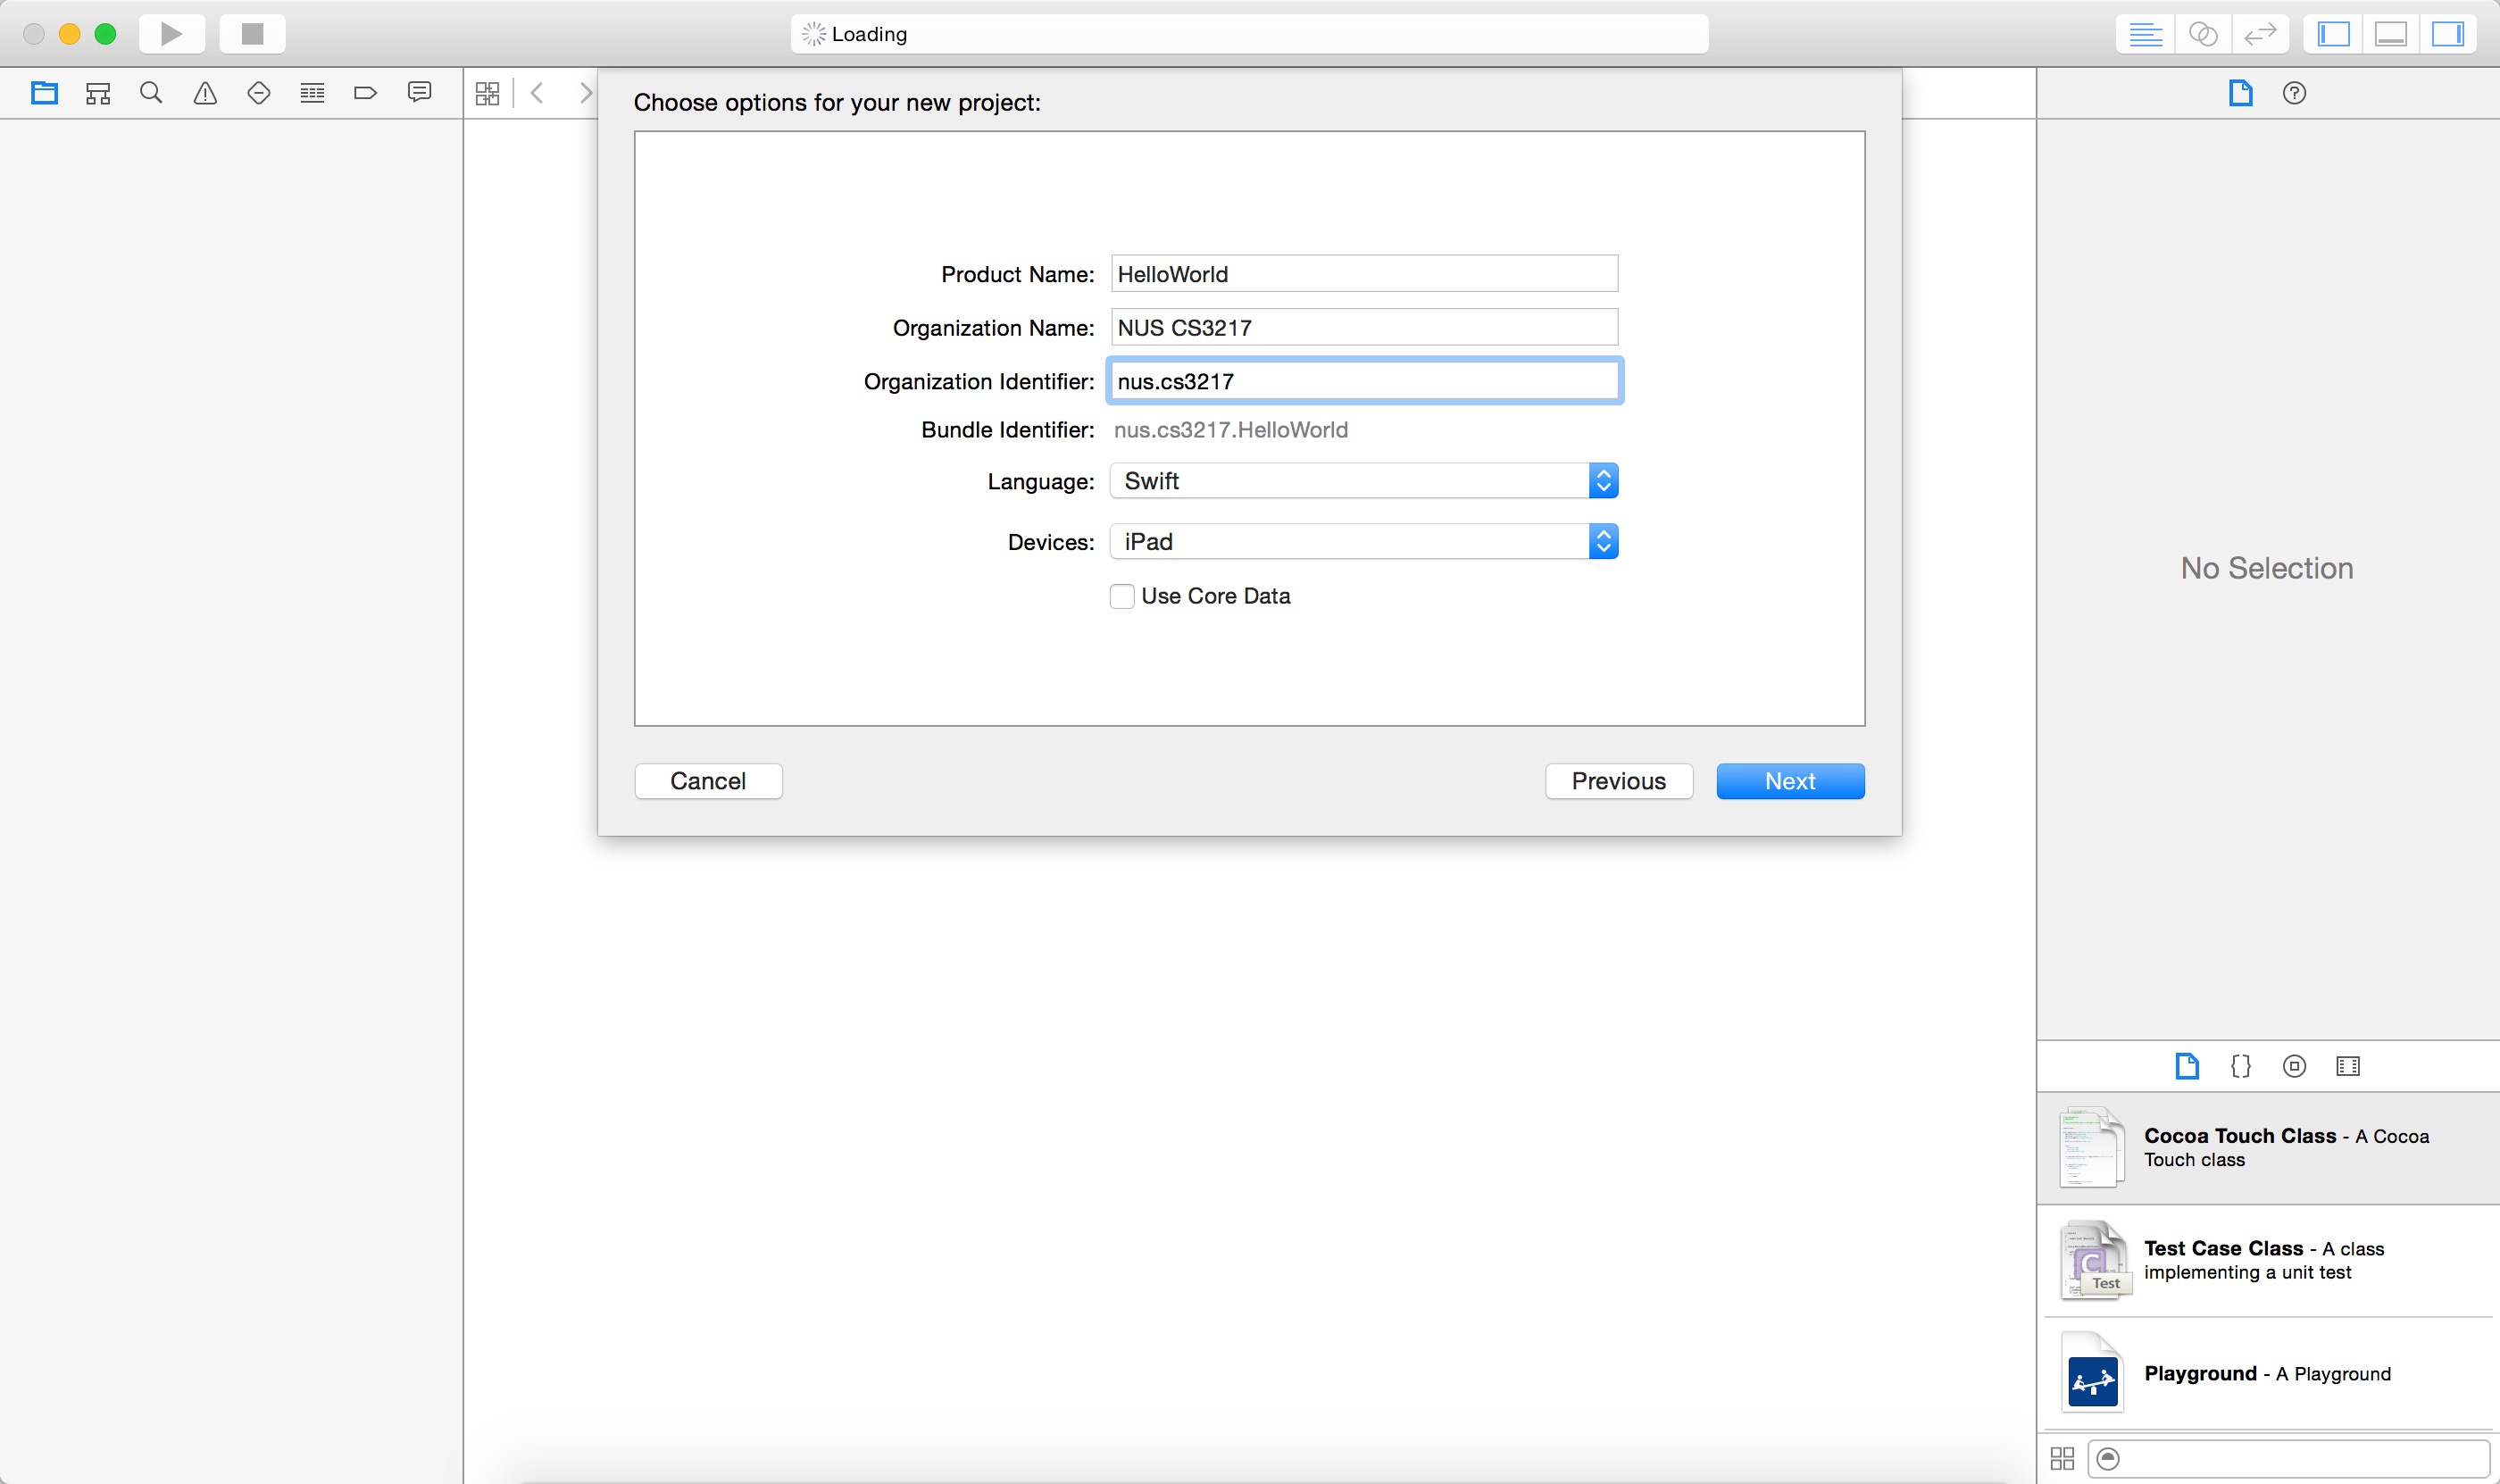 Loading
Choose options for your new project:
Product Name: HelloWorld
Organization Name: NUS CS3217
Organization Identifier: nus.cs3217
Bundle Identifier: nus.cs3217.HelloWorld
Language: Swift
Devices: iPad
Use Core Data
Cancel Previous Next
No Selection
Cocoa Touch Class - A Cocoa
Touch class
C
Test
Test Case Class - A class
implementing a unit test
Playground - A Playground